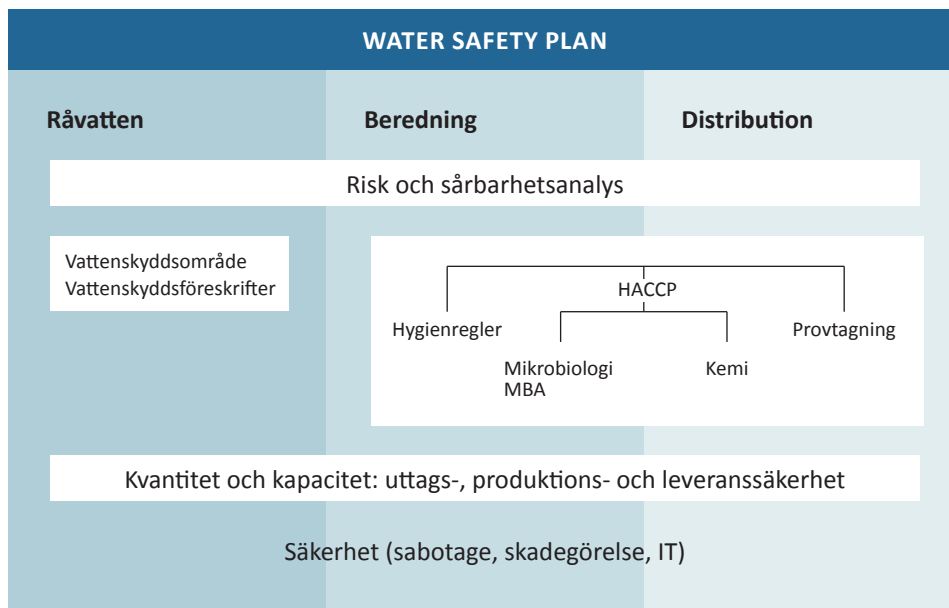 WATER SAFETY PLAN
Råvatten
Beredning
Distribution
Risk och sårbarhetsanalys
Vattenskyddsområde
Vattenskyddsföreskrifter
HACCP
Hygienregler
Provtagning
Mikrobiologi
MBA
Kemi
Kvantitet och kapacitet: uttags-, produktions- och leveranssäkerhet
Säkerhet (sabotage, skadegörelse, IT)